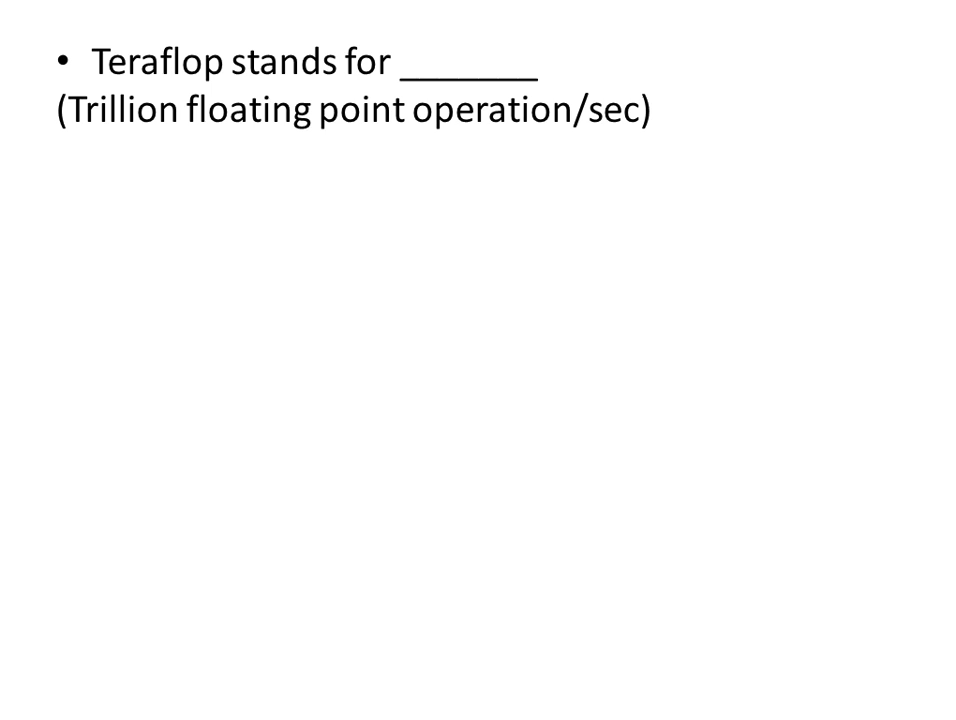 • Teraflop stands for _______
(Trillion floating point operation/sec)